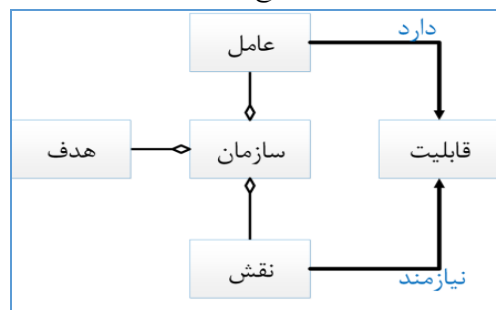 عامل
دارد
قابلیت
سازمان
هدف
نقش
نیازمند